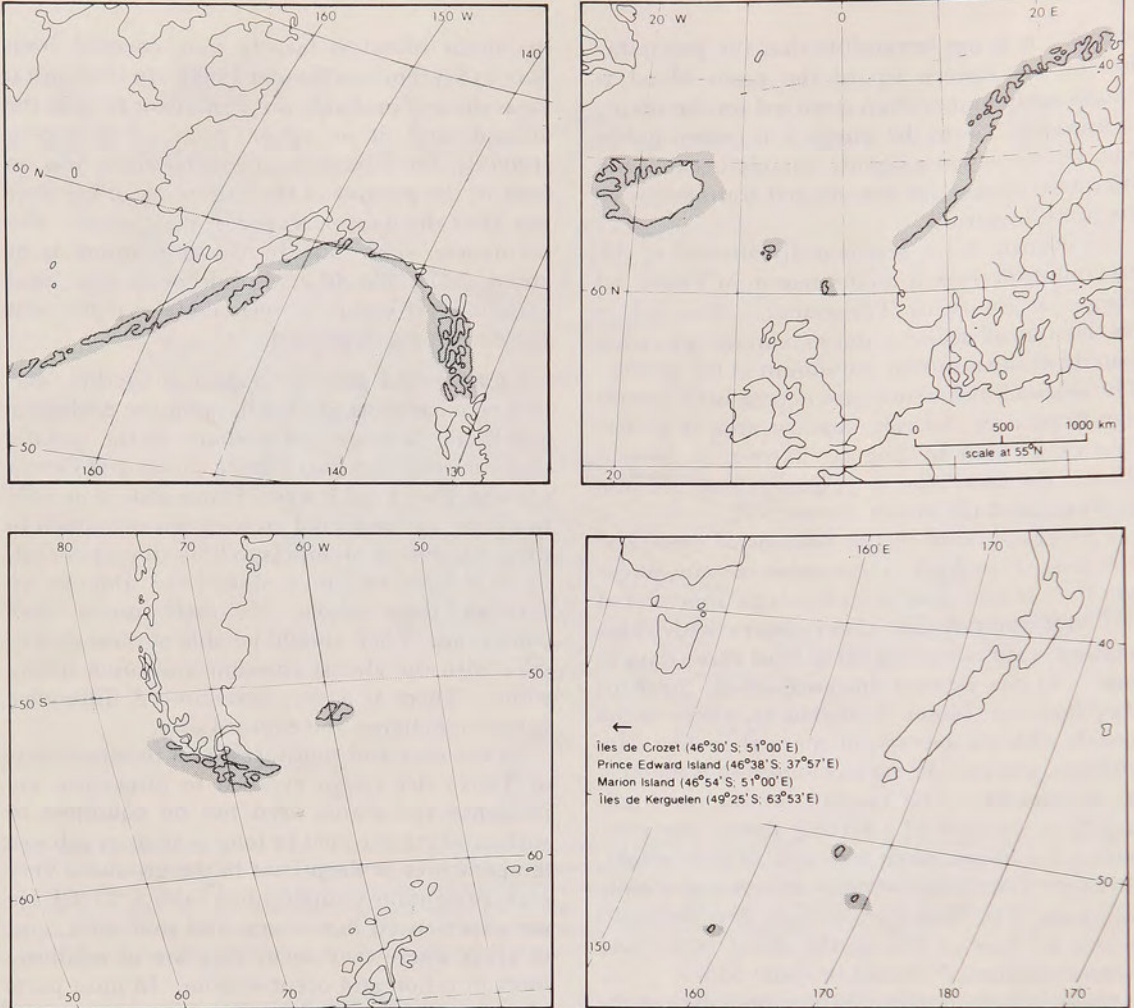 160
150 W
140
60 N
50
160
140
130
20 W
0
20 E
40
60 N
20
0
500
1000 km
scale at 55°N
80
70
60 W
50
50 S
60
60
50
60
70
160°E
170
40
←
Îles de Crozet (46°30'S; 51°00'E)
Prince Edward Island (46°38'S; 37°57'E)
Marion Island (46°54'S; 51°00'E)
Îles de Kerguelen (49°25'S; 63°53'E)
50
150
160
170
180
170